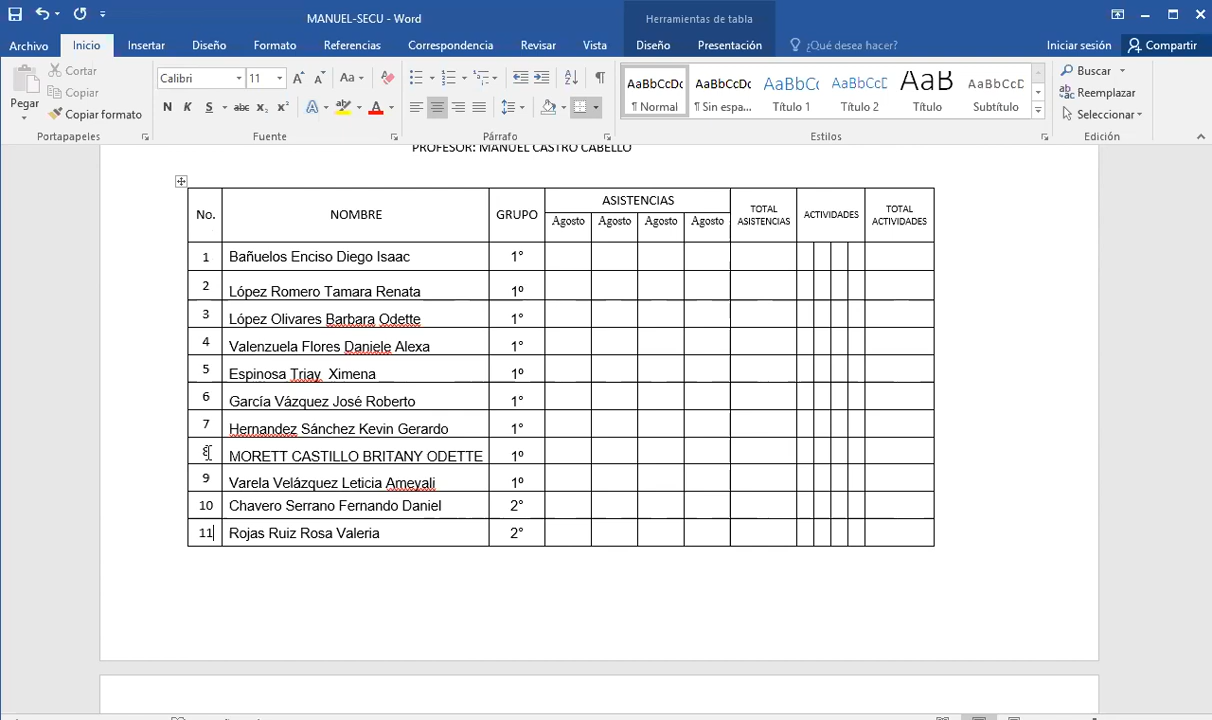 MANUEL-SECU - Word
Herramientas de tabla
Archivo Inicio Insertar Diseño Formato Referencias Correspondencia Revisar Vista Diseño Presentación ¿Qué desea hacer? Iniciar sesión Compartir
Pegar
Cortar
Copiar
Copiar formato
Portapapeles
Calibri 11
N K S abc x₂ x²
Fuente
Párrafo
AaBbCcDc AaBbCcDc AaBbCc AaBbCcD AaB AaBbCcD
¶ Normal ¶ Sin espa... Título 1 Título 2 Título Subtítulo
Estilos
Buscar
Reemplazar
Seleccionar
Edición
PROFESOR: MANUEL CASTRO CABELLO
No. NOMBRE GRUPO ASISTENCIAS TOTAL ASISTENCIAS ACTIVIDADES TOTAL ACTIVIDADES
Agosto Agosto Agosto Agosto
1 Bañuelos Enciso Diego Isaac 1°
2 López Romero Tamara Renata 1º
3 López Olivares Barbara Odette 1°
4 Valenzuela Flores Daniele Alexa 1°
5 Espinosa Triay Ximena 1º
6 García Vázquez José Roberto 1°
7 Hernandez Sánchez Kevin Gerardo 1°
8 MORETT CASTILLO BRITANY ODETTE 1º
9 Varela Velázquez Leticia Ameyali 1º
10 Chavero Serrano Fernando Daniel 2°
11 Rojas Ruiz Rosa Valeria 2°